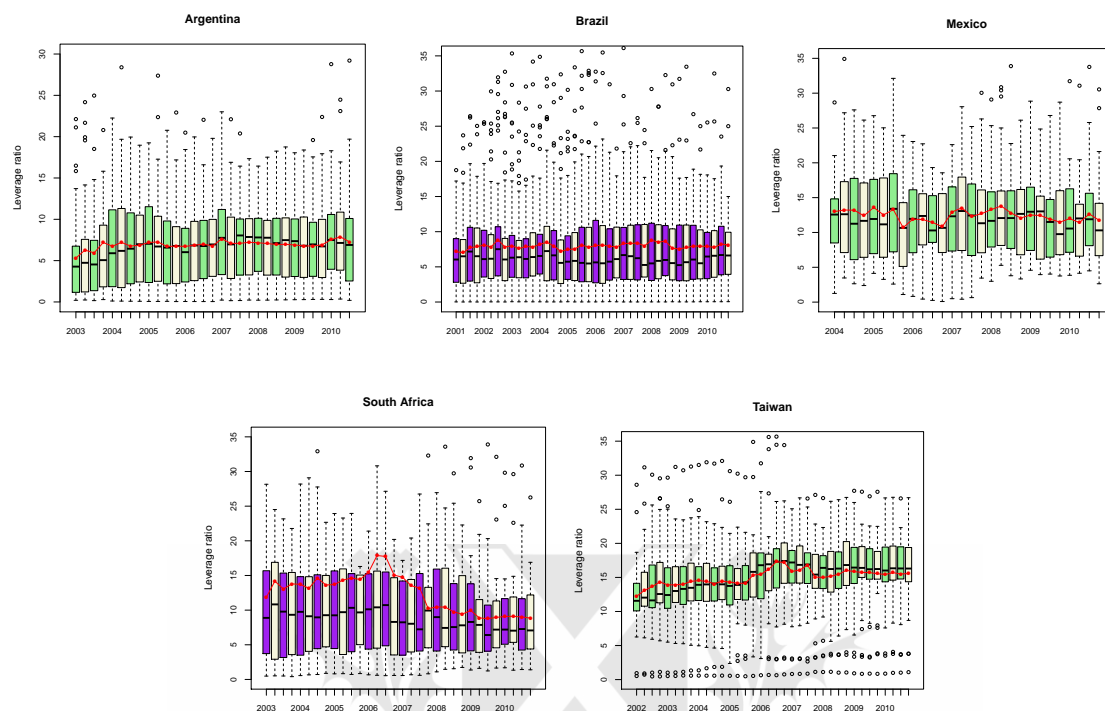 Argentina
Brazil
Mexico
Leverage ratio
0 5 10 15 20 25 30
2003 2004 2005 2006 2007 2008 2009 2010
Leverage ratio
0 5 10 15 20 25 30 35
2001 2002 2003 2004 2005 2006 2007 2008 2009 2010
Leverage ratio
0 5 10 15 20 25 30 35
2004 2005 2006 2007 2008 2009 2010
South Africa
Taiwan
Leverage ratio
0 5 10 15 20 25 30 35
2003 2004 2005 2006 2007 2008 2009 2010
Leverage ratio
0 5 10 15 20 25 30 35
2002 2003 2004 2005 2006 2007 2008 2009 2010